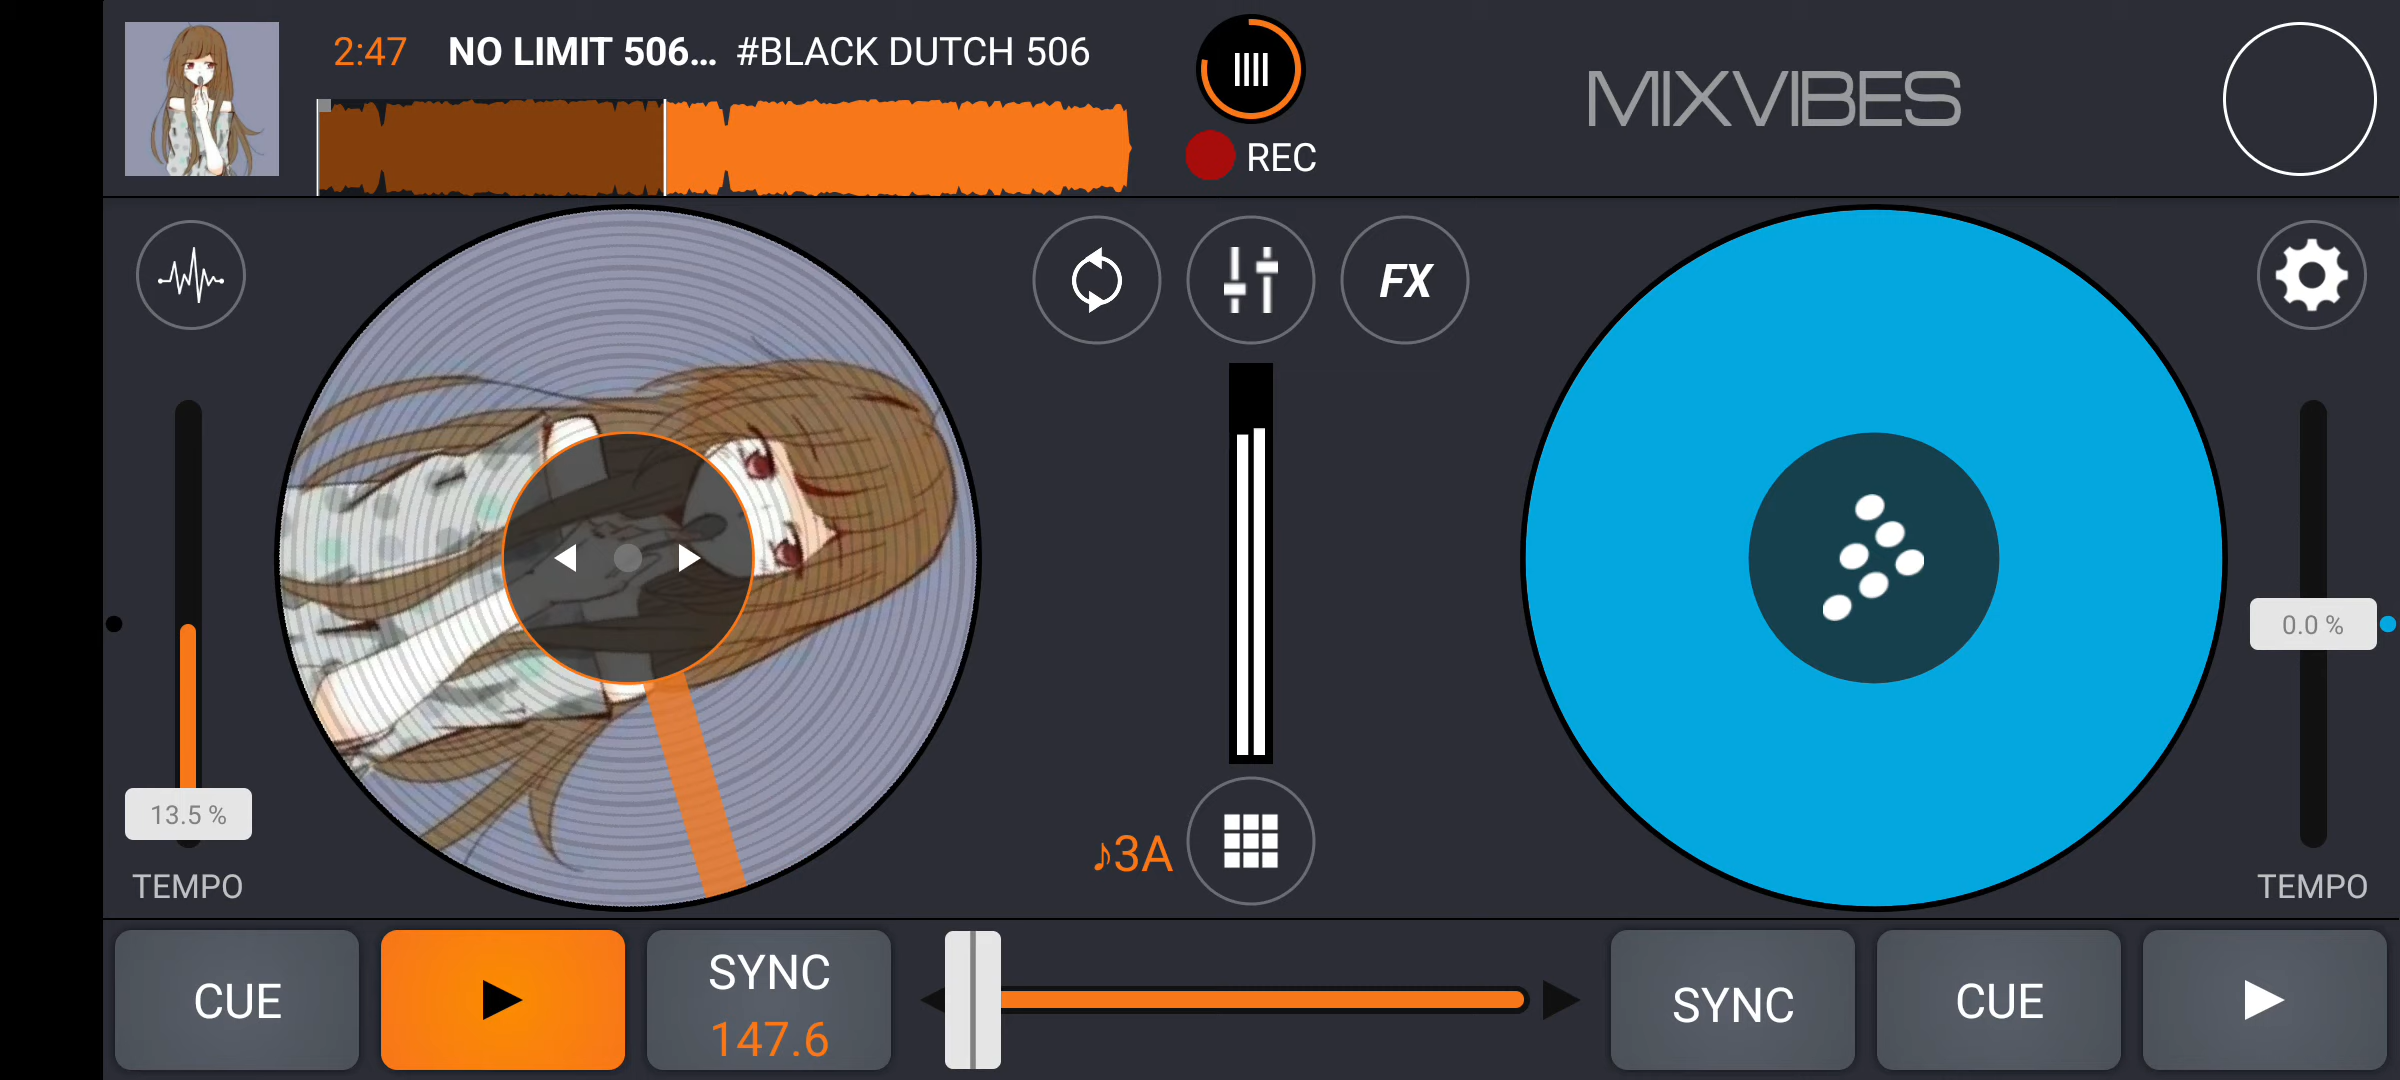 2:47 NO LIMIT 506... #BLACK DUTCH 506
REC
MIXVIBES
FX
13.5 %
TEMPO
♪3A
0.0 %
TEMPO
CUE
SYNC
147.6
SYNC
CUE